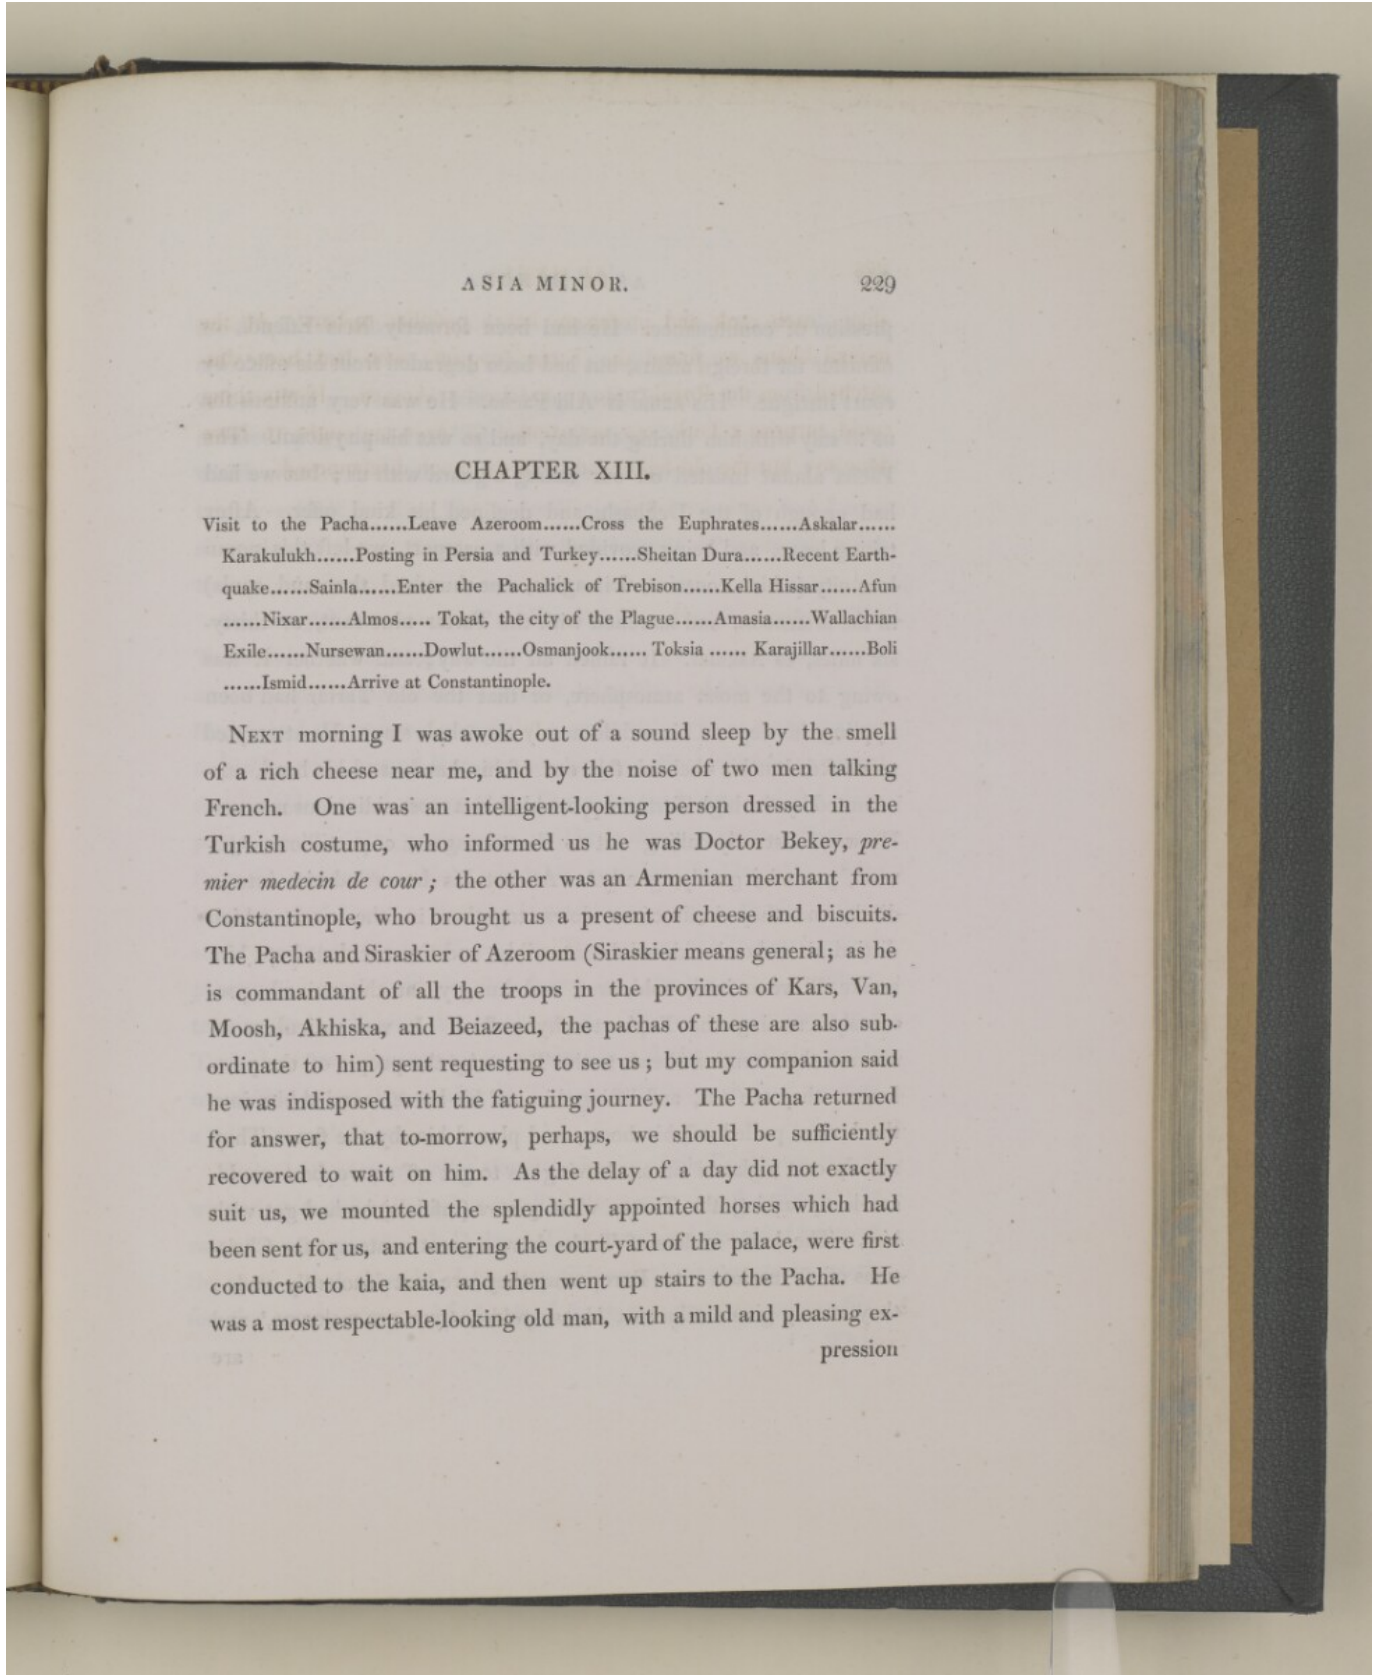 ASIA MINOR. 229
CHAPTER XIII.
Visit to the Pacha......Leave Azeroom......Cross the Euphrates......Askalar......
Karakulukh......Posting in Persia and Turkey......Sheitan Dura......Recent Earth-
quake......Sainla......Enter the Pachalick of Trebison......Kella Hissar......Afun
......Nixar......Almos..... Tokat, the city of the Plague......Amasia......Wallachian
Exile......Nursewan......Dowlut......Osmanjook...... Toksia ...... Karajillar......Boli
......Ismid......Arrive at Constantinople.
NEXT morning I was awoke out of a sound sleep by the smell
of a rich cheese near me, and by the noise of two men talking
French. One was an intelligent-looking person dressed in the
Turkish costume, who informed us he was Doctor Bekey, pre-
mier medecin de cour; the other was an Armenian merchant from
Constantinople, who brought us a present of cheese and biscuits.
The Pacha and Siraskier of Azeroom (Siraskier means general; as he
is commandant of all the troops in the provinces of Kars, Van,
Moosh, Akhiska, and Beiazeed, the pachas of these are also sub-
ordinate to him) sent requesting to see us; but my companion said
he was indisposed with the fatiguing journey. The Pacha returned
for answer, that to-morrow, perhaps, we should be sufficiently
recovered to wait on him. As the delay of a day did not exactly
suit us, we mounted the splendidly appointed horses which had
been sent for us, and entering the court-yard of the palace, were first
conducted to the kaia, and then went up stairs to the Pacha. He
was a most respectable-looking old man, with a mild and pleasing ex-
pression